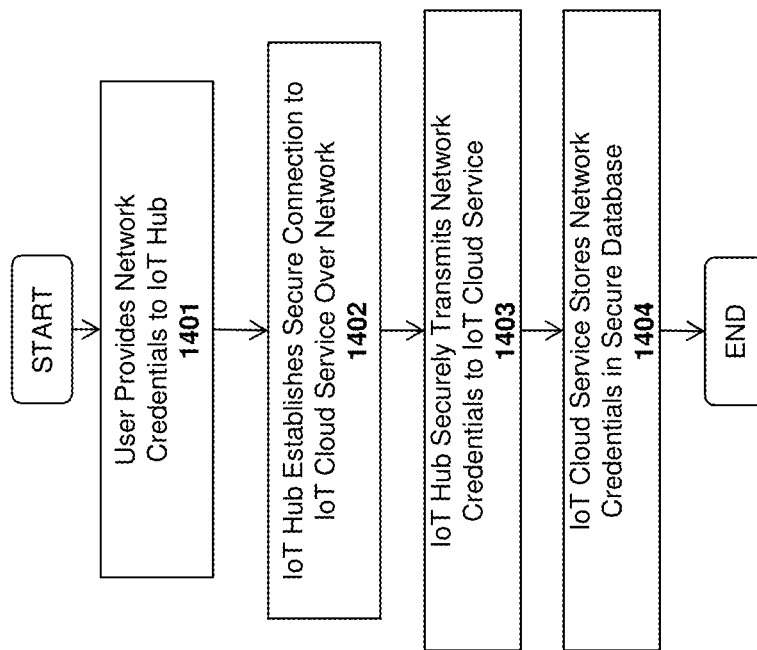 START
User Provides Network
Credentials to IoT Hub
1401
IoT Hub Establishes Secure Connection to
IoT Cloud Service Over Network
1402
IoT Hub Securely Transmits Network
Credentials to IoT Cloud Service
1403
IoT Cloud Service Stores Network
Credentials in Secure Database
1404
END